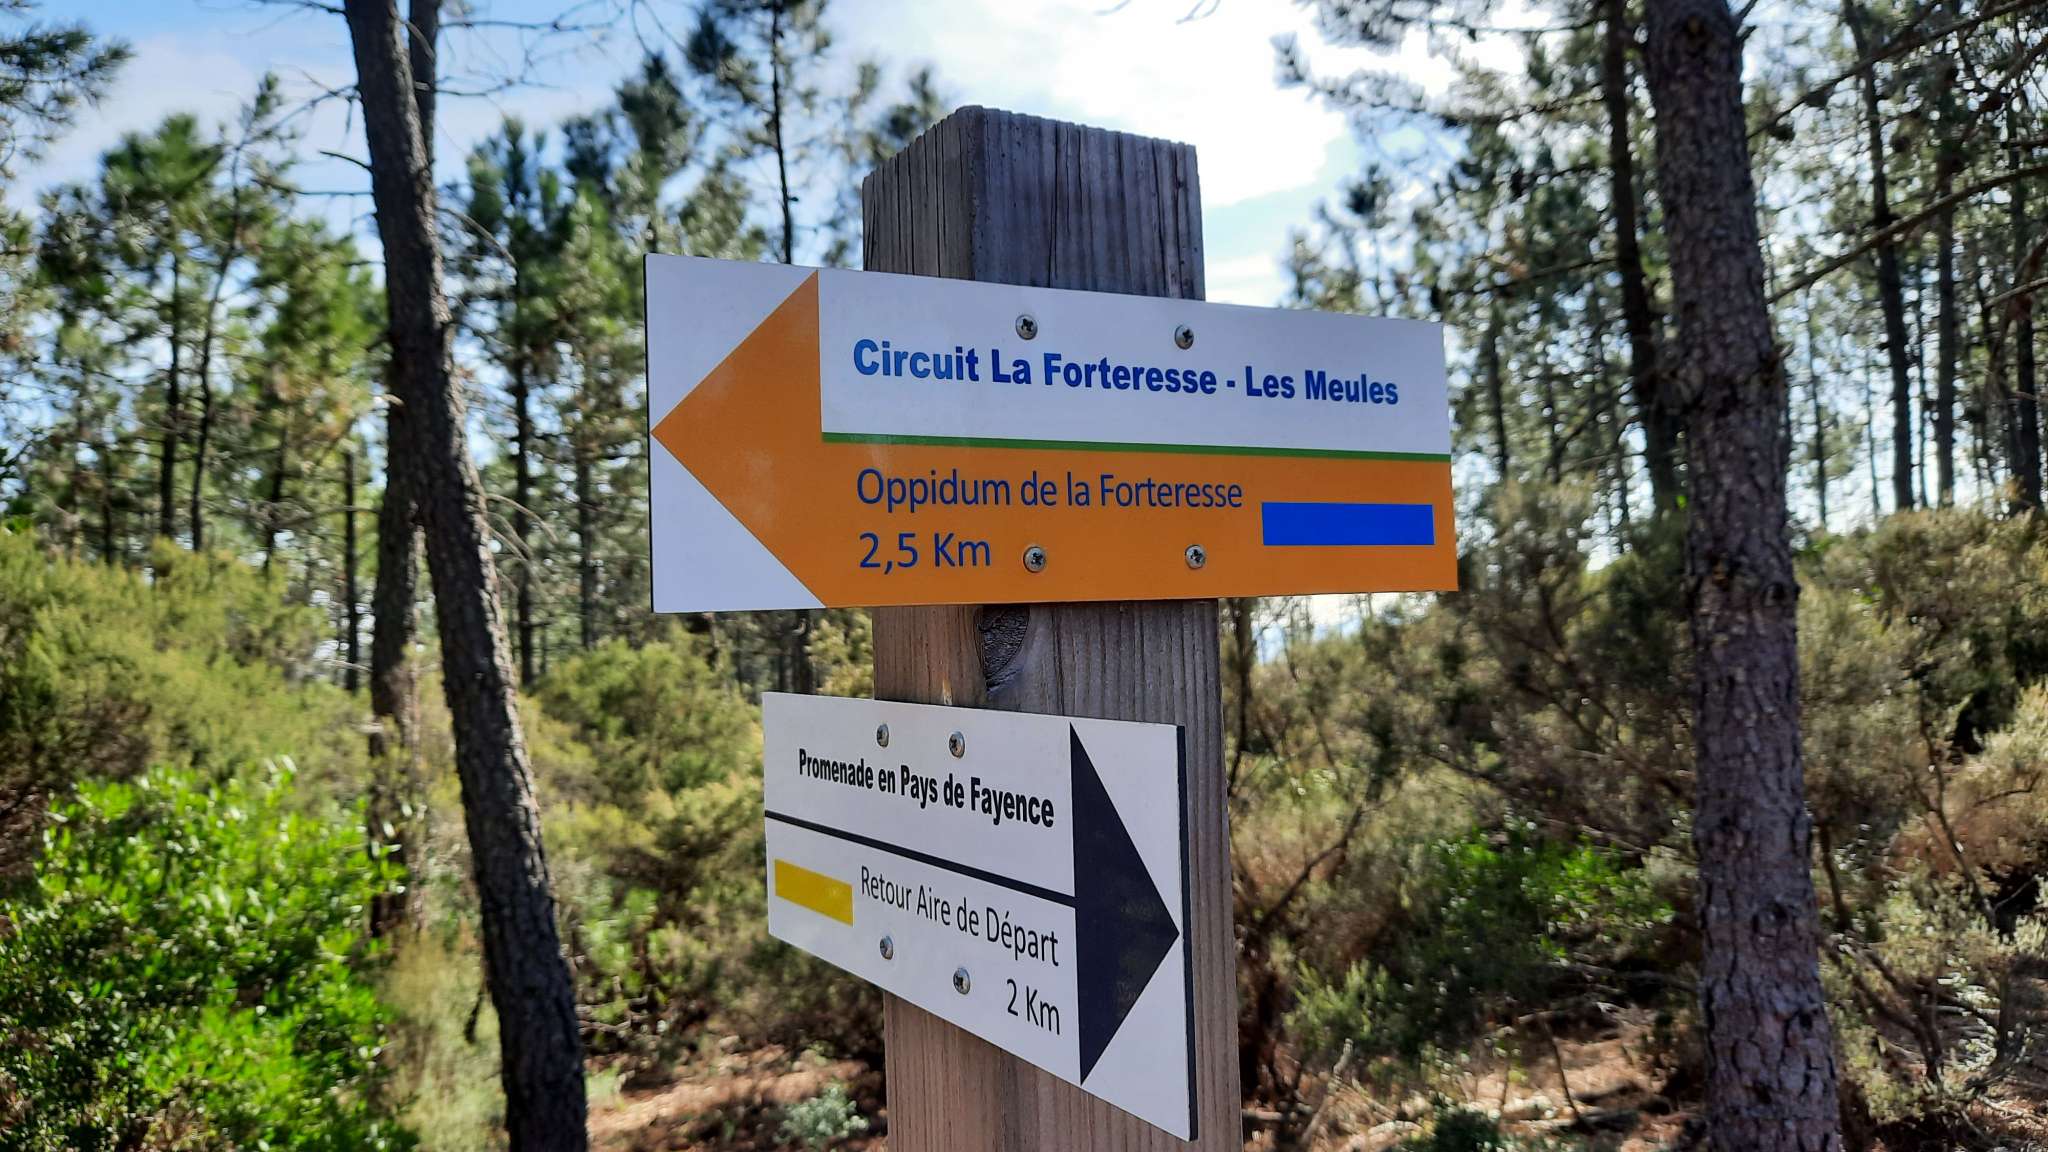 Circuit La Forteresse - Les Meules
Oppidum de la Forteresse
2,5 Km
Promenade en Pays de Fayence
Retour Aire de Départ
2 Km